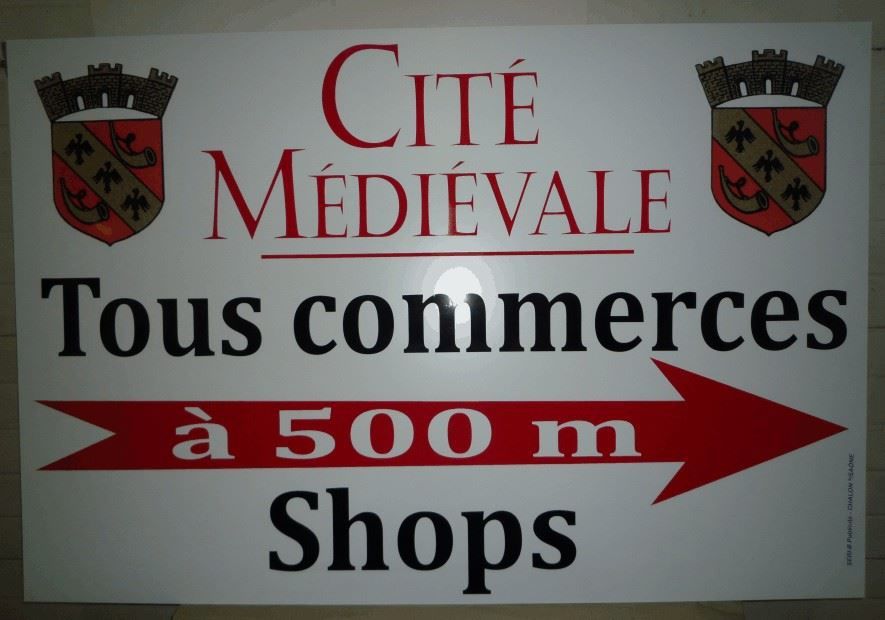 CITÉ
MÉDIÉVALE
Tous commerces
à 500 m
Shops